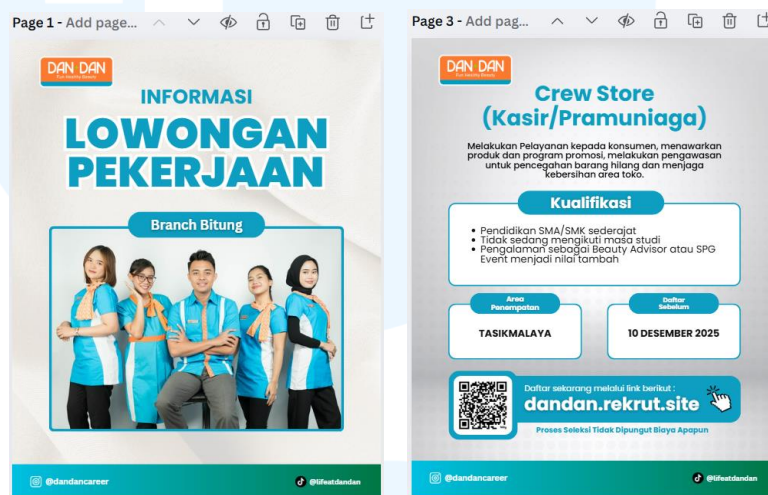 Page 1 - Add page...
DAN DAN
Fun Healthy Beauty
INFORMASI
LOWONGAN
PEKERJAAN
Branch Bitung
@dandancareer
@lifeatdandan
Page 3 - Add pag...
DAN DAN
Fun Healthy Beauty
Crew Store
(Kasir/Pramuniaga)
Melakukan Pelayanan kepada konsumen, menawarkan
produk dan program promosi, melakukan pengawasan
untuk pencegahan barang hilang dan menjaga
kebersihan area toko.
Kualifikasi
• Pendidikan SMA/SMK sederajat
• Tidak sedang mengikuti masa studi
• Pengalaman sebagai Beauty Advisor atau SPG
Event menjadi nilai tambah
Area
Penempatan
TASIKMALAYA
Daftar
Sebelum
10 DESEMBER 2025
Daftar sekarang melalui link berikut :
dandan.rekrut.site
Proses Seleksi Tidak Dipungut Biaya Apapun
@dandancareer
@lifeatdandan